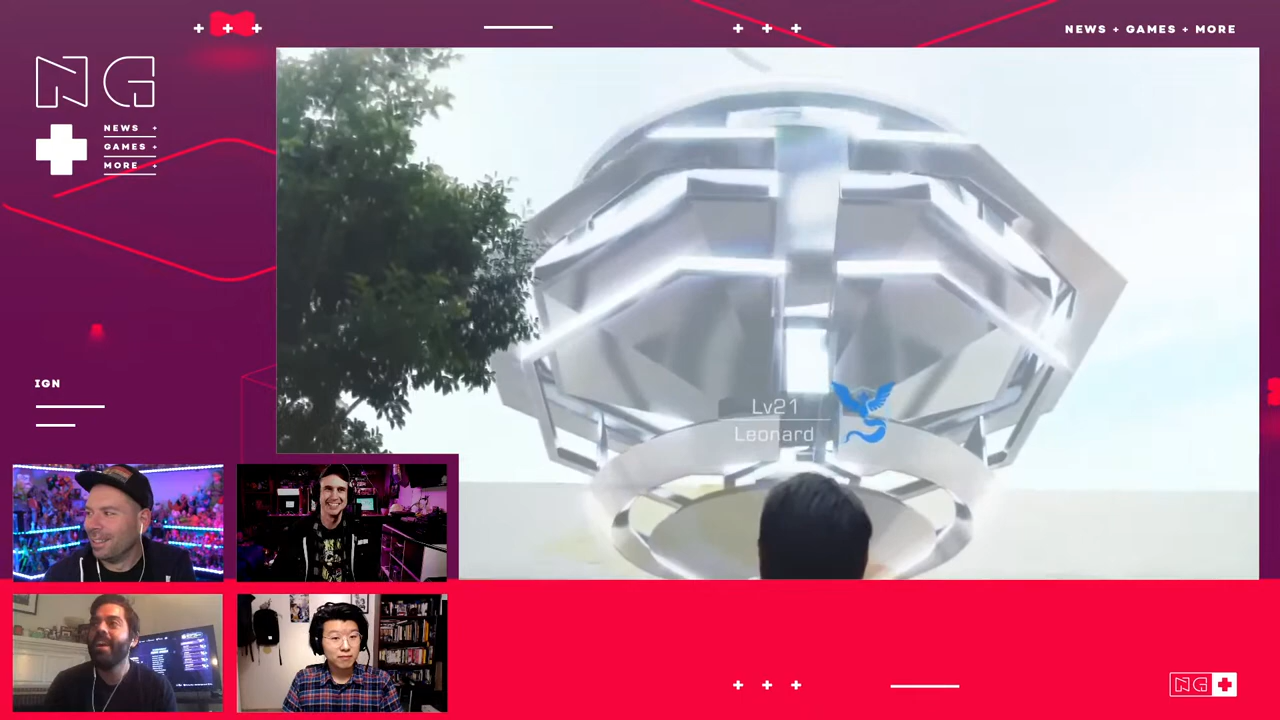 NEWS + GAMES + MORE
NG
NEWS +
GAMES +
MORE +
IGN
Lv21
Leonard
NG+